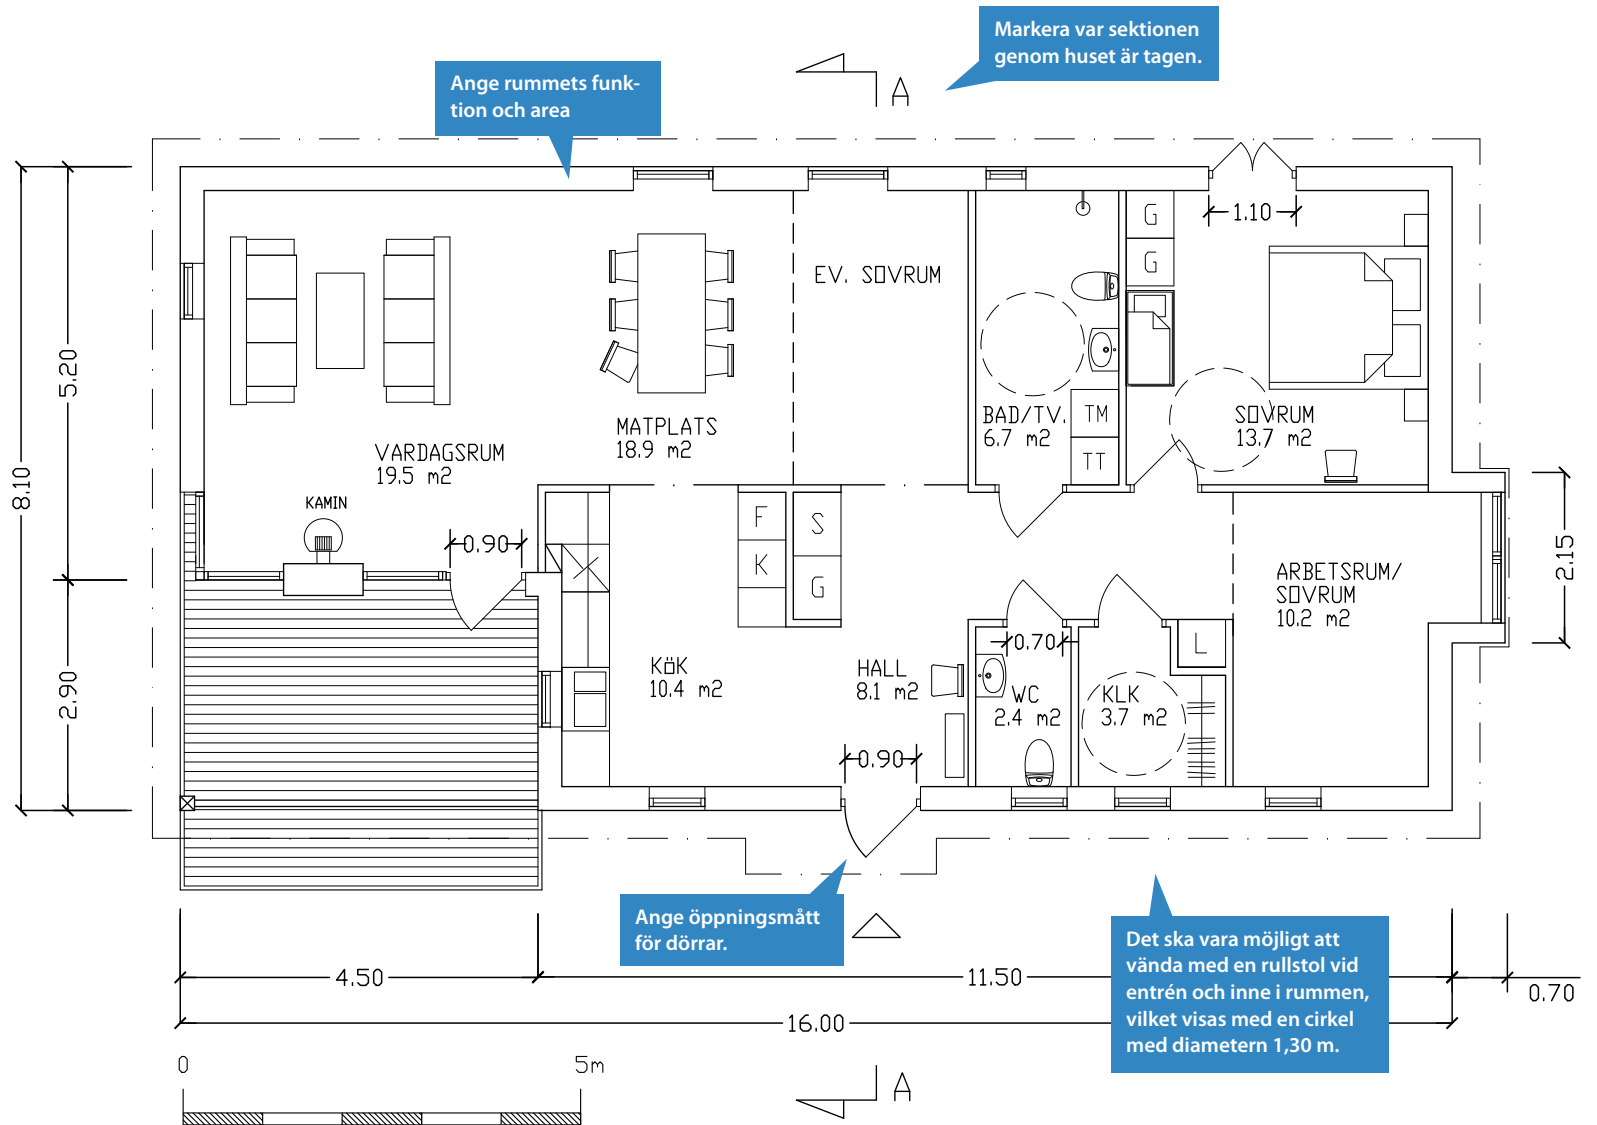 Markera var sektionen
genom huset är tagen.
Ange rummets funk-
tion och area
A
1.10
G
G
EV. SOVRUM
5.20
8.10
MATPLATS
18.9 m2
BAD/TV.
6.7 m2
TM
TT
SOVRUM
13.7 m2
VARDAGSRUM
19.5 m2
KAMIN
0.90
F
K
S
G
2.15
ARBETSRUM/
SOVRUM
10.2 m2
0.70
L
2.90
KöK
10.4 m2
HALL
8.1 m2
WC
2.4 m2
KLK
3.7 m2
0.90
Ange öppningsmått
för dörrar.
Det ska vara möjligt att
vända med en rullstol vid
entrén och inne i rummen,
vilket visas med en cirkel
med diametern 1,30 m.
4.50
11.50
0.70
16.00
0
5m
A